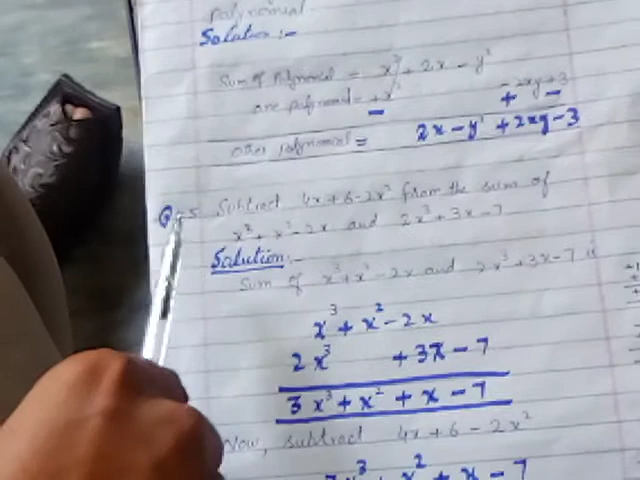 polynomial
Solution:-
Sum of Polynomial = x² + 2x - y²
one polynomial = + x² - 2xy + 3
- + -
other polynomial = 2x - y² + 2xy - 3
Q.5 Subtract 4x + 6 - 2x² from the sum of
x³ + x² - 2x and 2x³ + 3x - 7
Solution:-
Sum of x³ + x² - 2x and 2x³ + 3x - 7 is
x³ + x² - 2x
2x³ + 3x - 7
3x³ + x² + x - 7
Now, subtract 4x + 6 - 2x²
3x³ + x² + x - 7